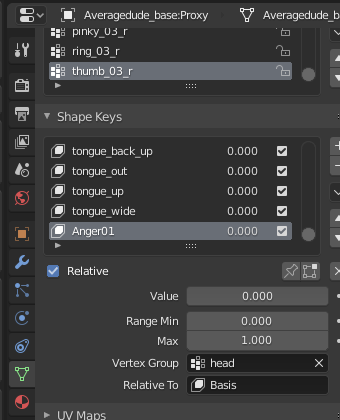 Averagedude_base:Proxy Averagedude_b
pinky_03_r
ring_03_r
thumb_03_r
Shape Keys
tongue_back_up 0.000
tongue_out 0.000
tongue_up 0.000
tongue_wide 0.000
Anger01 0.000
Relative
Value 0.000
Range Min 0.000
Max 1.000
Vertex Group head
Relative To Basis
UV Maps